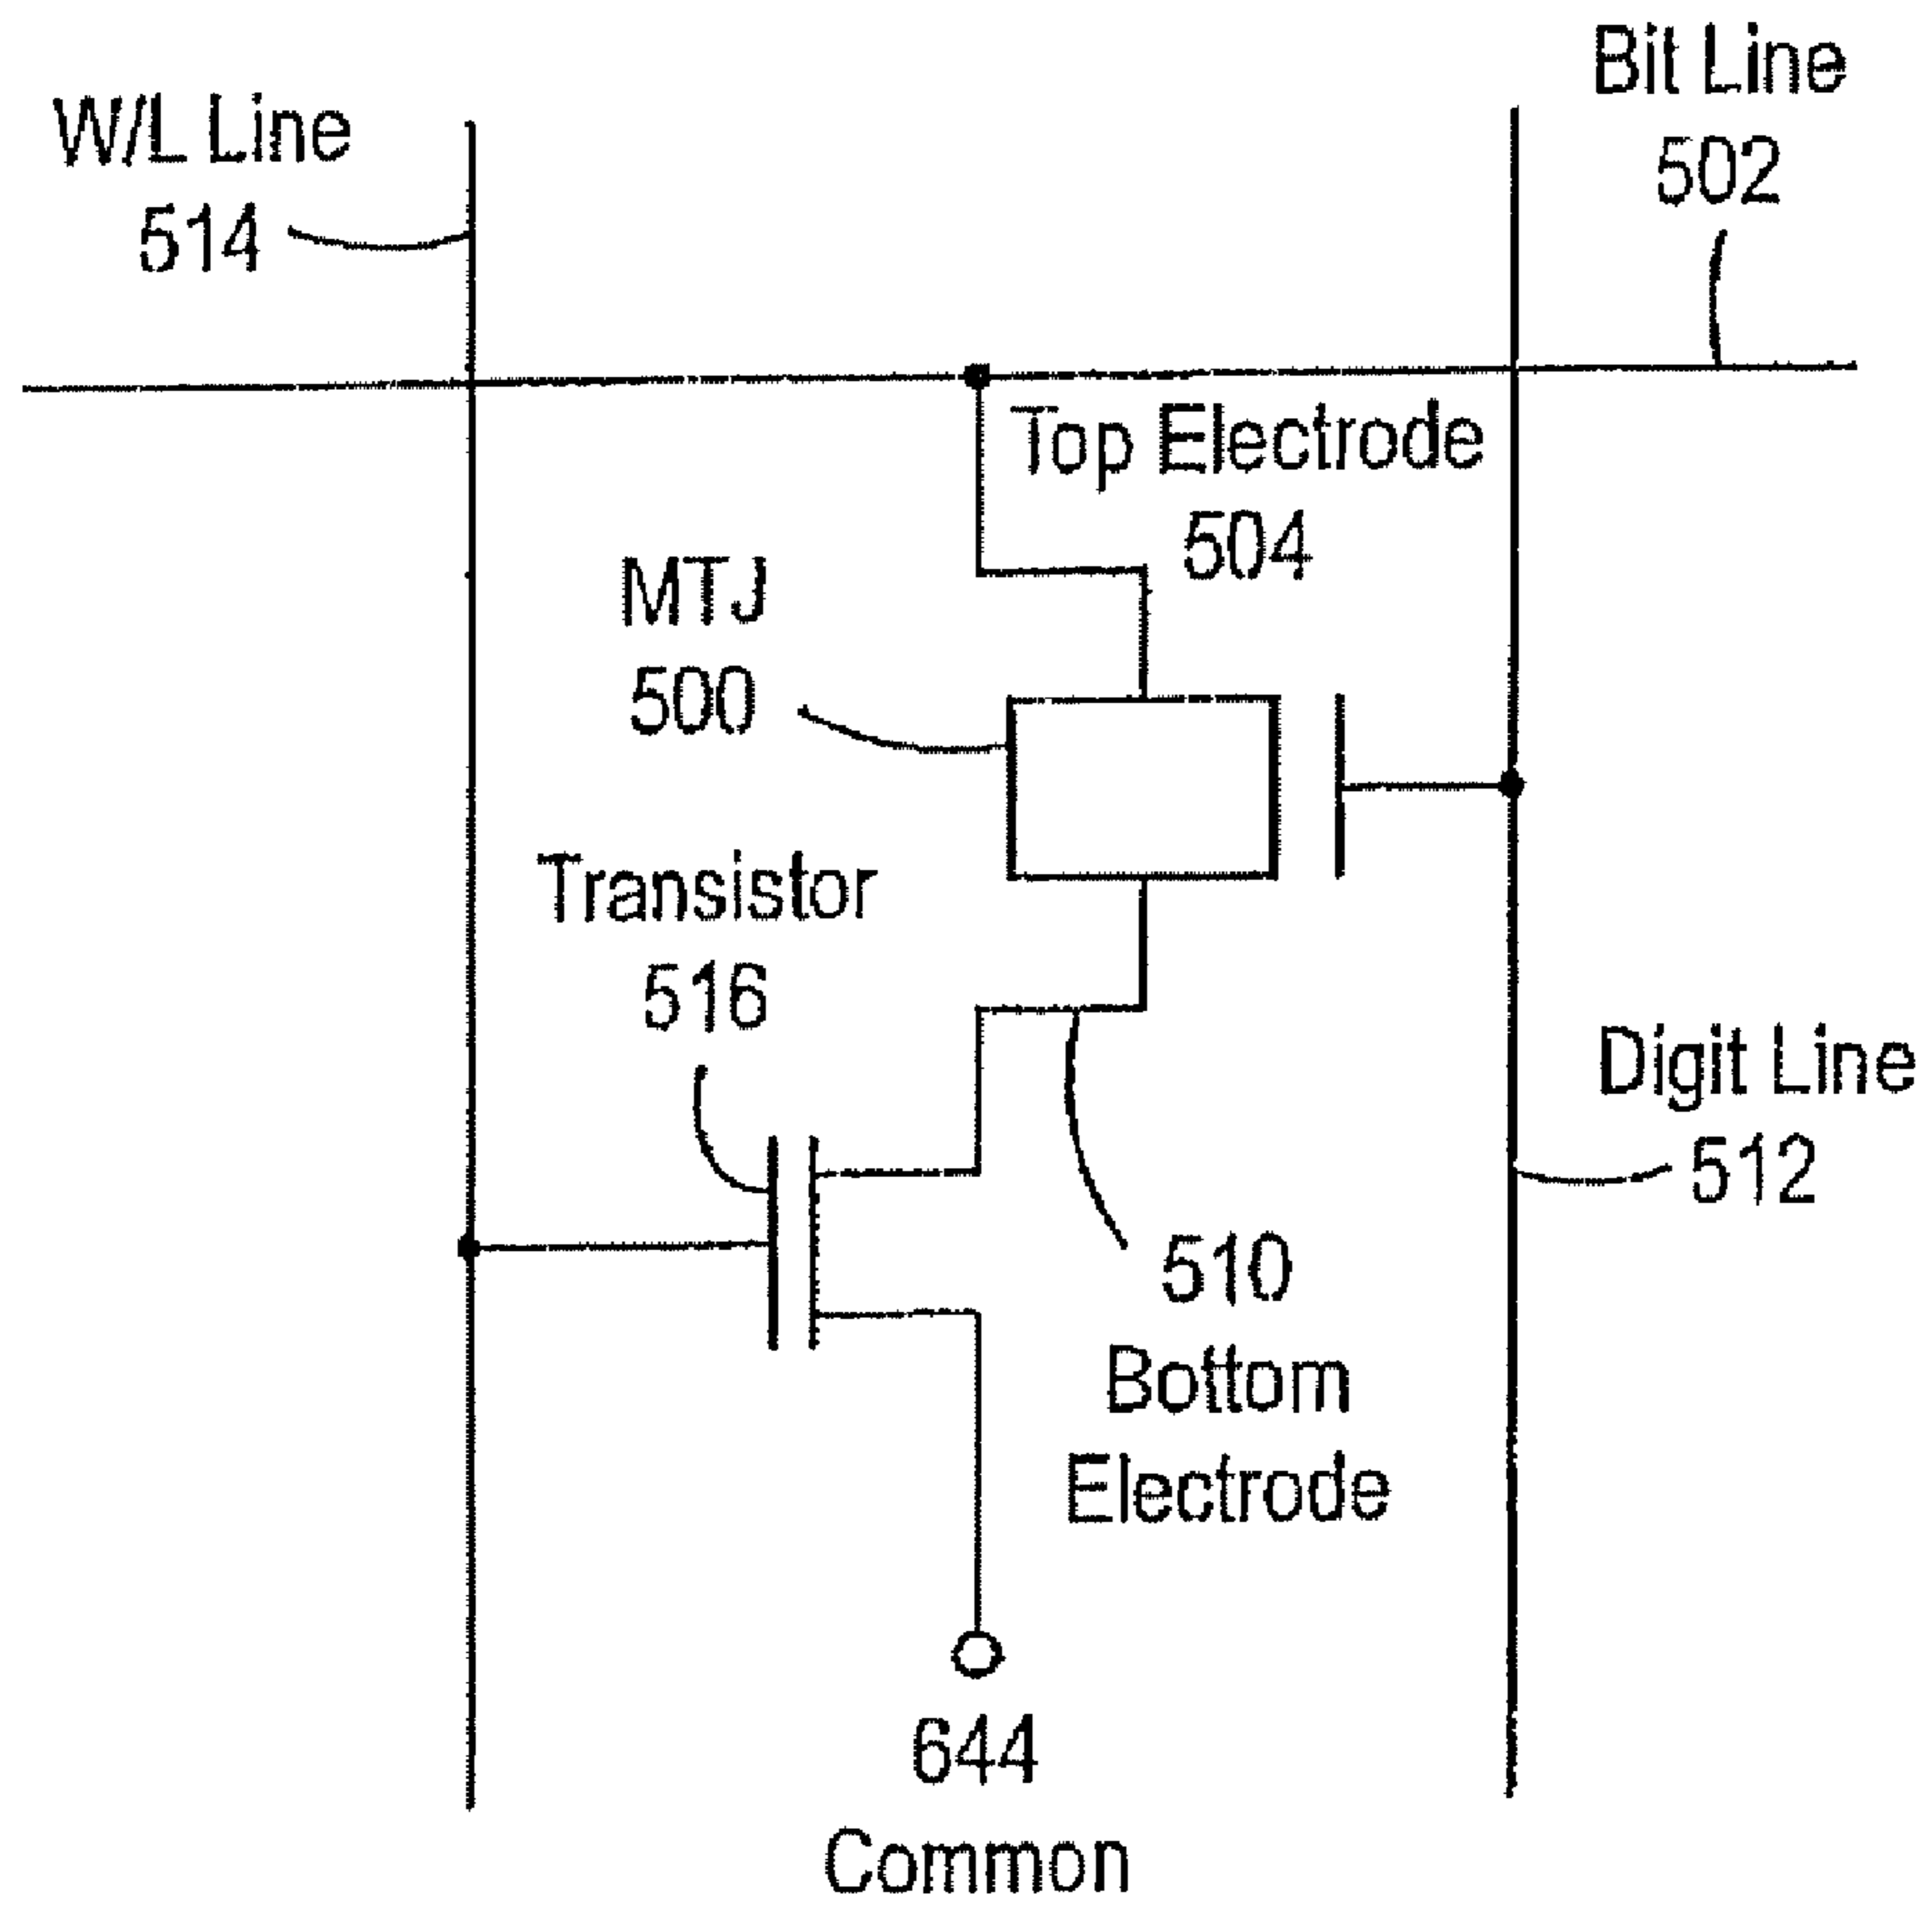 Bit Line
502
W/L Line
514
Top Electrode
504
MTJ
500
Transistor
516
Digit Line
512
510
Bottom
Electrode
644
Common